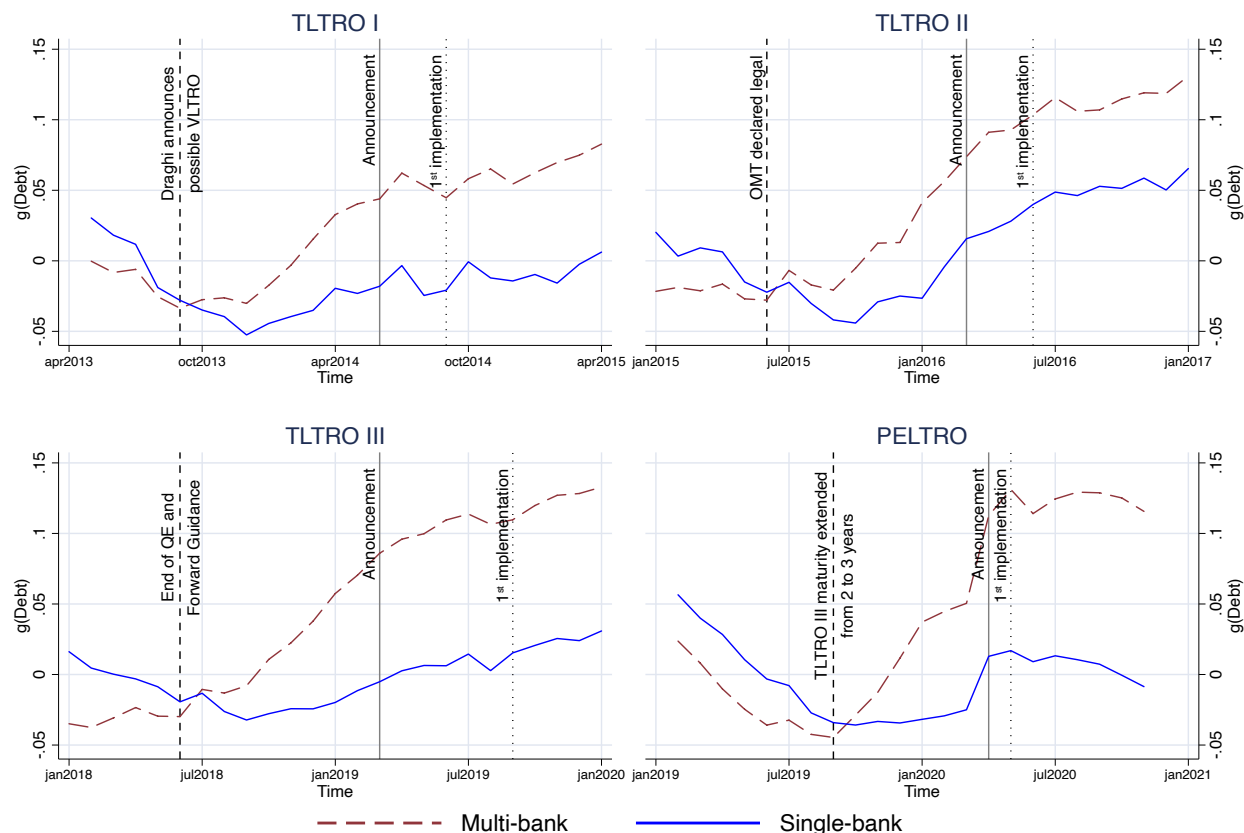 TLTRO I
g(Debt)
.15
.1
.05
0
-.05
Draghi announces
possible VLTRO
Announcement
1st implementation
apr2013
oct2013
apr2014
oct2014
apr2015
Time
TLTRO II
OMT declared legal
Announcement
1st implementation
.15
.1
.05
0
-.05
g(Debt)
jan2015
jul2015
jan2016
jul2016
jan2017
Time
TLTRO III
g(Debt)
.15
.1
.05
0
-.05
End of QE and
Forward Guidance
Announcement
1st implementation
jan2018
jul2018
jan2019
jul2019
jan2020
Time
PELTRO
TLTRO III maturity extended
from 2 to 3 years
Announcement
1st implementation
.15
.1
.05
0
-.05
g(Debt)
jan2019
jul2019
jan2020
jul2020
jan2021
Time
Multi-bank
Single-bank